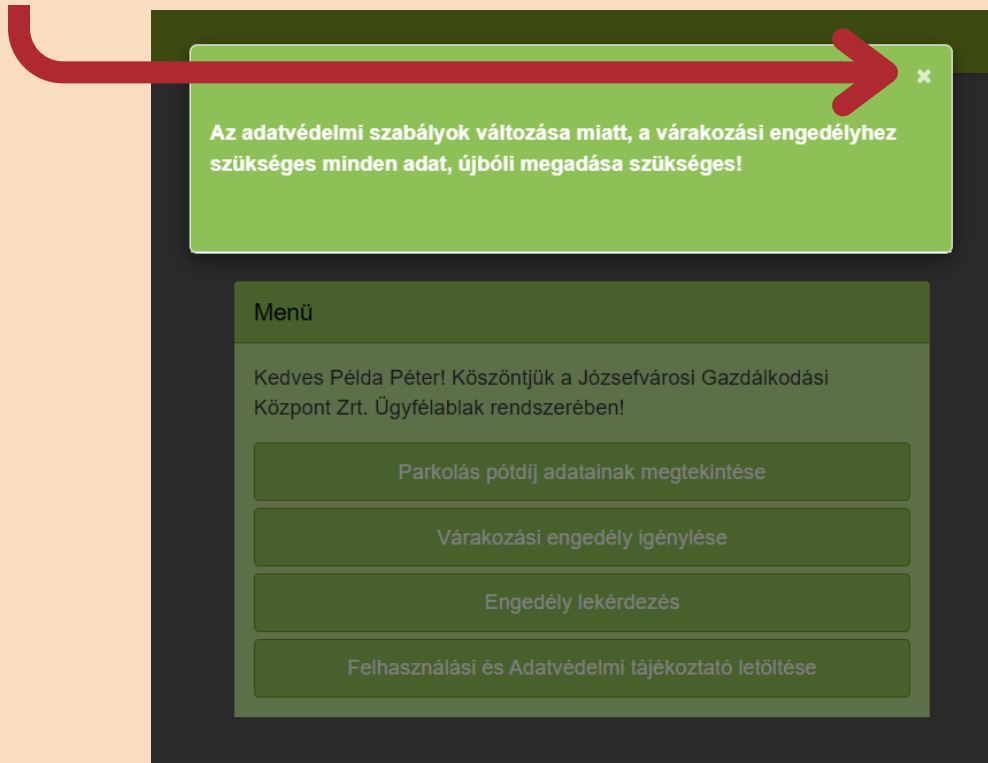 Az adatvédelmi szabályok változása miatt, a várakozási engedélyhez
szükséges minden adat, újbóli megadása szükséges!
Menü
Kedves Példa Péter! Köszöntjük a Józsefvárosi Gazdálkodási
Központ Zrt. Ügyfélablak rendszerében!
Parkolás pótdíj adatainak megtekintése
Várakozási engedély igénylése
Engedély lekérdezés
Felhasználási és Adatvédelmi tájékoztató letöltése